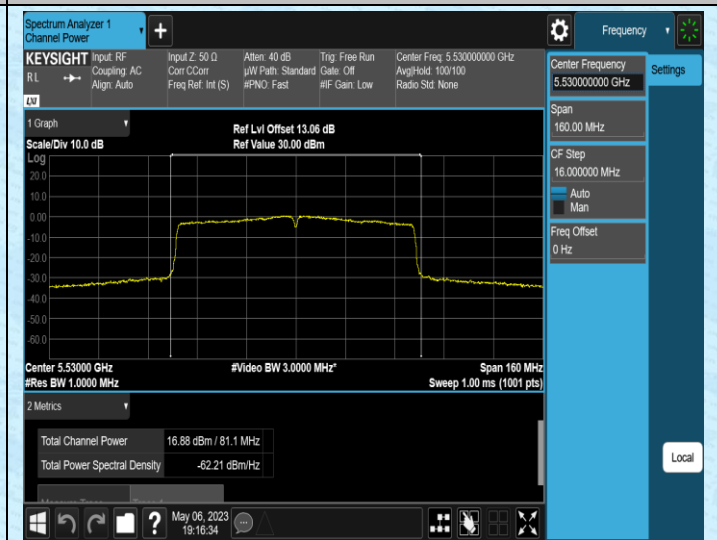 Spectrum Analyzer 1
Channel Power
+
Frequency
KEYSIGHT
R L
LXI
Input: RF
Coupling: AC
Align: Auto
Input Z: 50 Ω
Corr CCorr
Freq Ref: Int (S)
Atten: 40 dB
µW Path: Standard
#PNO: Fast
Trig: Free Run
Gate: Off
#IF Gain: Low
Center Freq: 5.530000000 GHz
Avg|Hold: 100/100
Radio Std: None
Center Frequency
5.530000000 GHz
Settings
Span
160.00 MHz
CF Step
16.000000 MHz
Auto
Man
Freq Offset
0 Hz
Local
1 Graph
Scale/Div 10.0 dB
Ref Lvl Offset 13.06 dB
Ref Value 30.00 dBm
Log
20.0
10.0
0.00
-10.0
-20.0
-30.0
-40.0
-50.0
-60.0
Center 5.53000 GHz
#Video BW 3.0000 MHz*
Span 160 MHz
#Res BW 1.0000 MHz
Sweep 1.00 ms (1001 pts)
2 Metrics
Total Channel Power 16.88 dBm / 81.1 MHz
Total Power Spectral Density -62.21 dBm/Hz
?
May 06, 2023
19:16:34